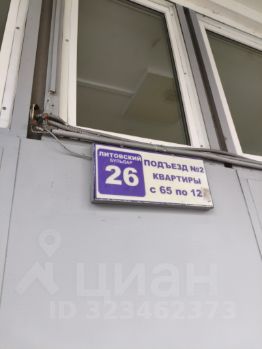 ЛИТОВСКИЙ
БУЛЬВАР
26
ПОДЪЕЗД №2
КВАРТИРЫ
с 65 по 12
циан
ID 323462373